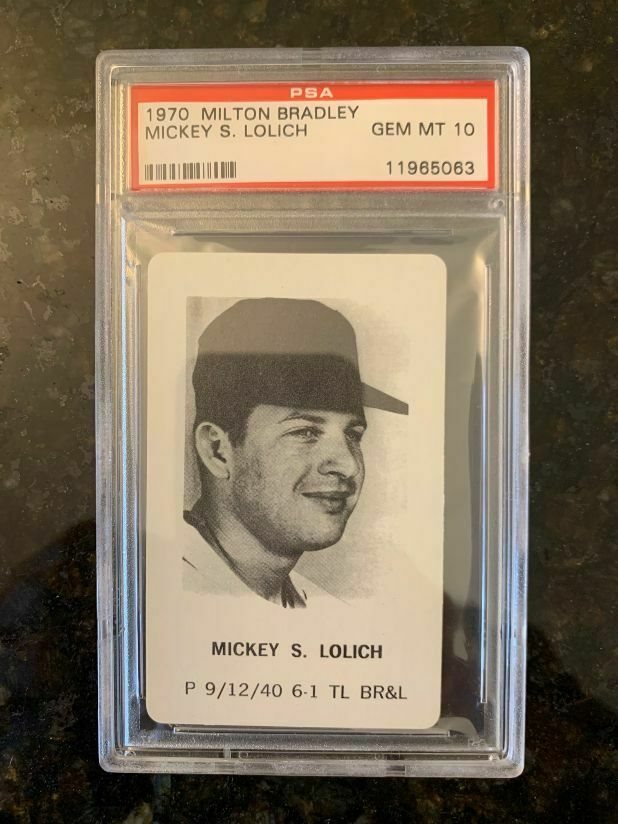 PSA
1970 MILTON BRADLEY
MICKEY S. LOLICH GEM MT 10
11965063
MICKEY S. LOLICH
P 9/12/40 6-1 TL BR&L